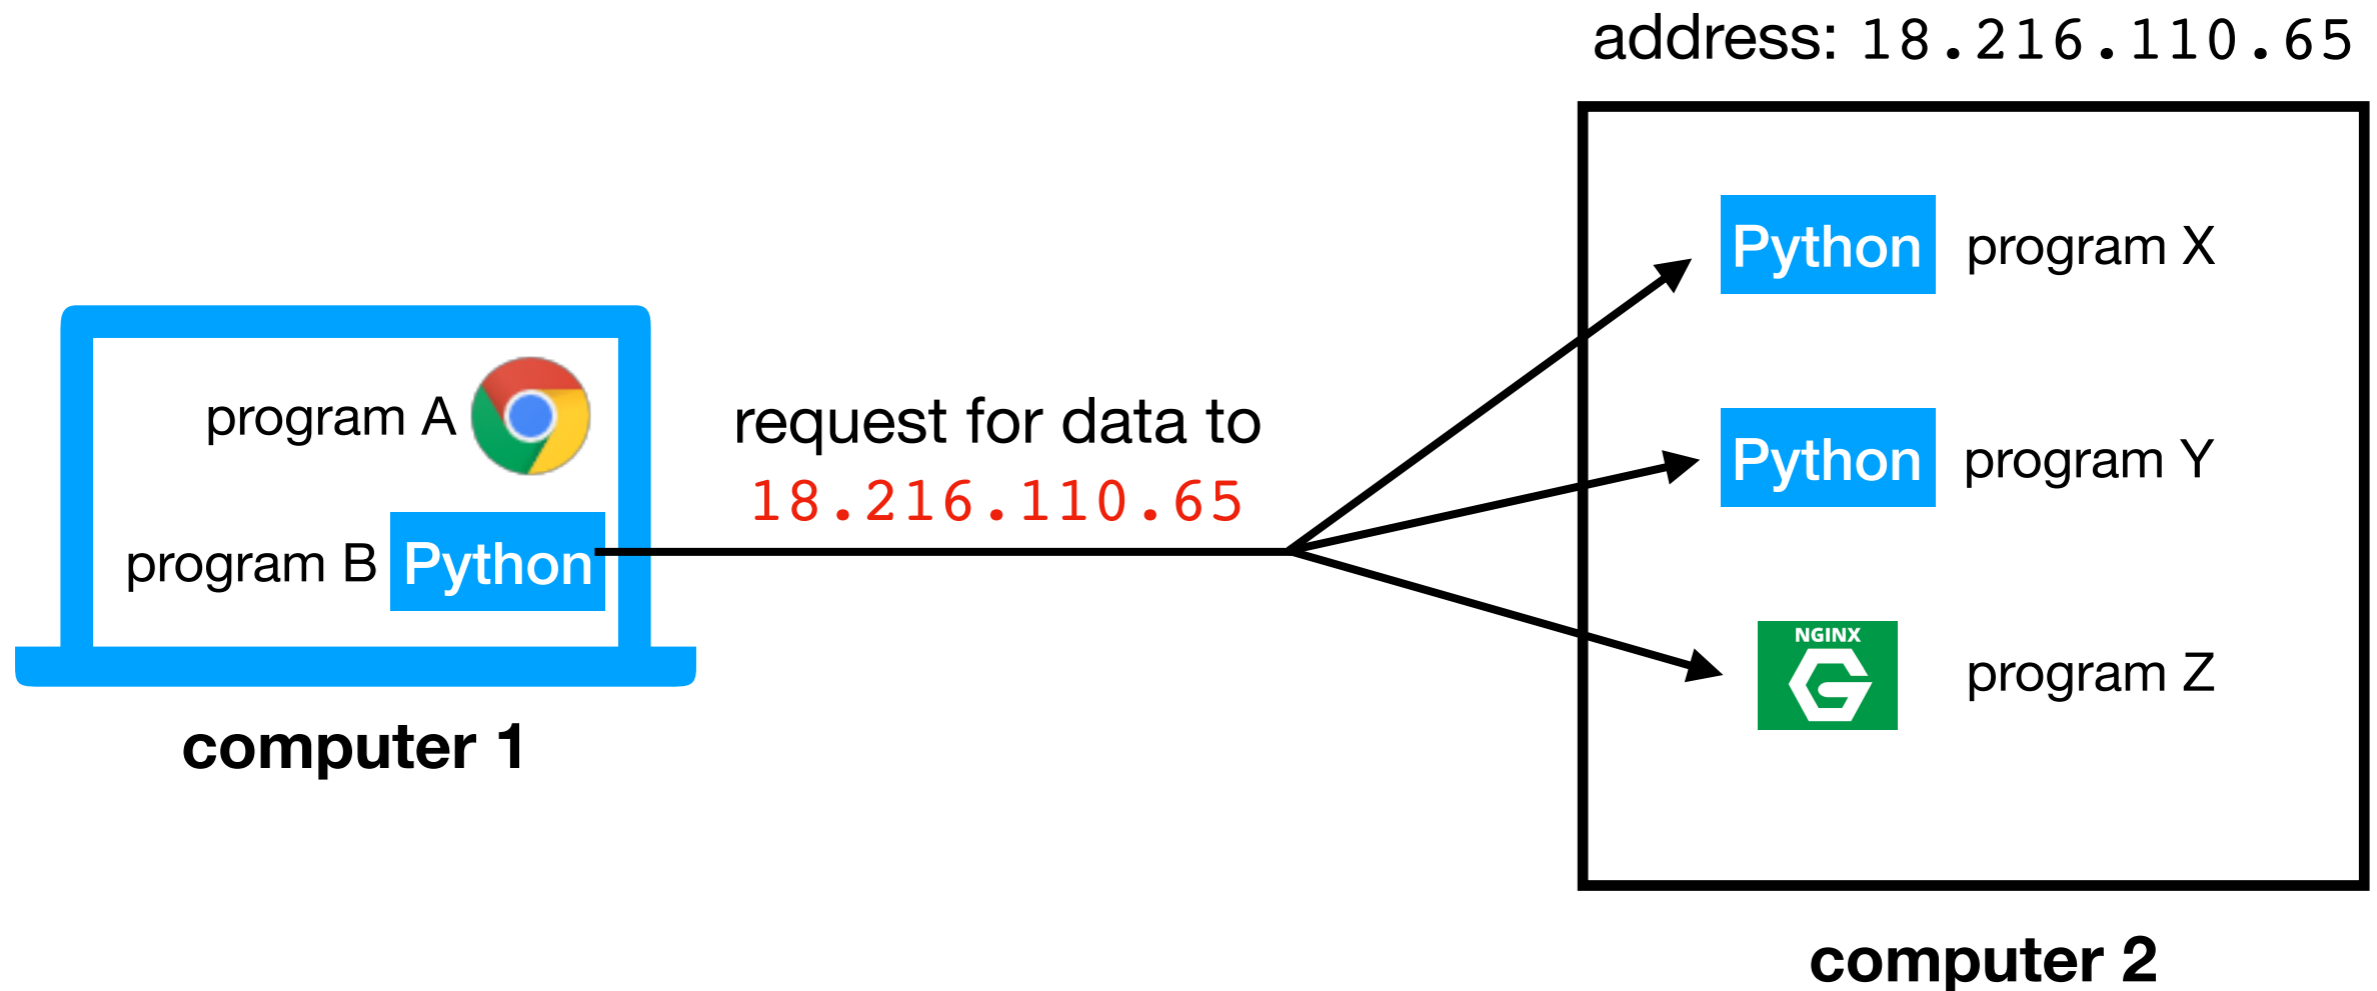 address: 18.216.110.65
Python program X
program A
request for data to
18.216.110.65
Python program Y
program B Python
NGINX
program Z
computer 1
computer 2